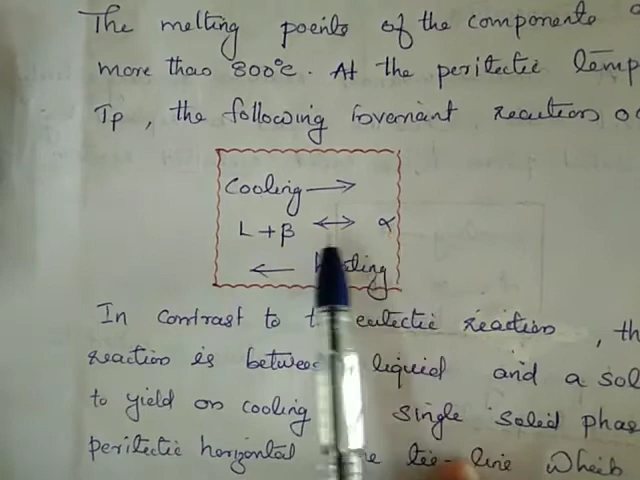 The melting poénts of the components
more than 800°c. At the peritectic temp
Tp, the following invariant reaction o
Cooling →
L + β ↔ α
← heating
In contrast to the eutectic reaction, th
reaction is between liquid and a sol
to yield on cooling single solid phas
peritectic horizontal tie-line which